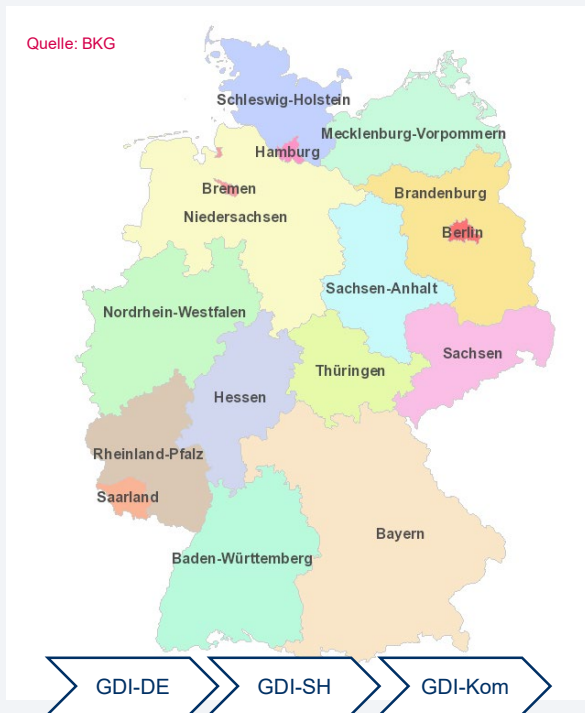 Quelle: BKG
Schleswig-Holstein
Mecklenburg-Vorpommern
Hamburg
Bremen
Brandenburg
Niedersachsen
Berlin
Sachsen-Anhalt
Nordrhein-Westfalen
Sachsen
Thüringen
Hessen
Rheinland-Pfalz
Saarland
Bayern
Baden-Württemberg
GDI-DE
GDI-SH
GDI-Kom